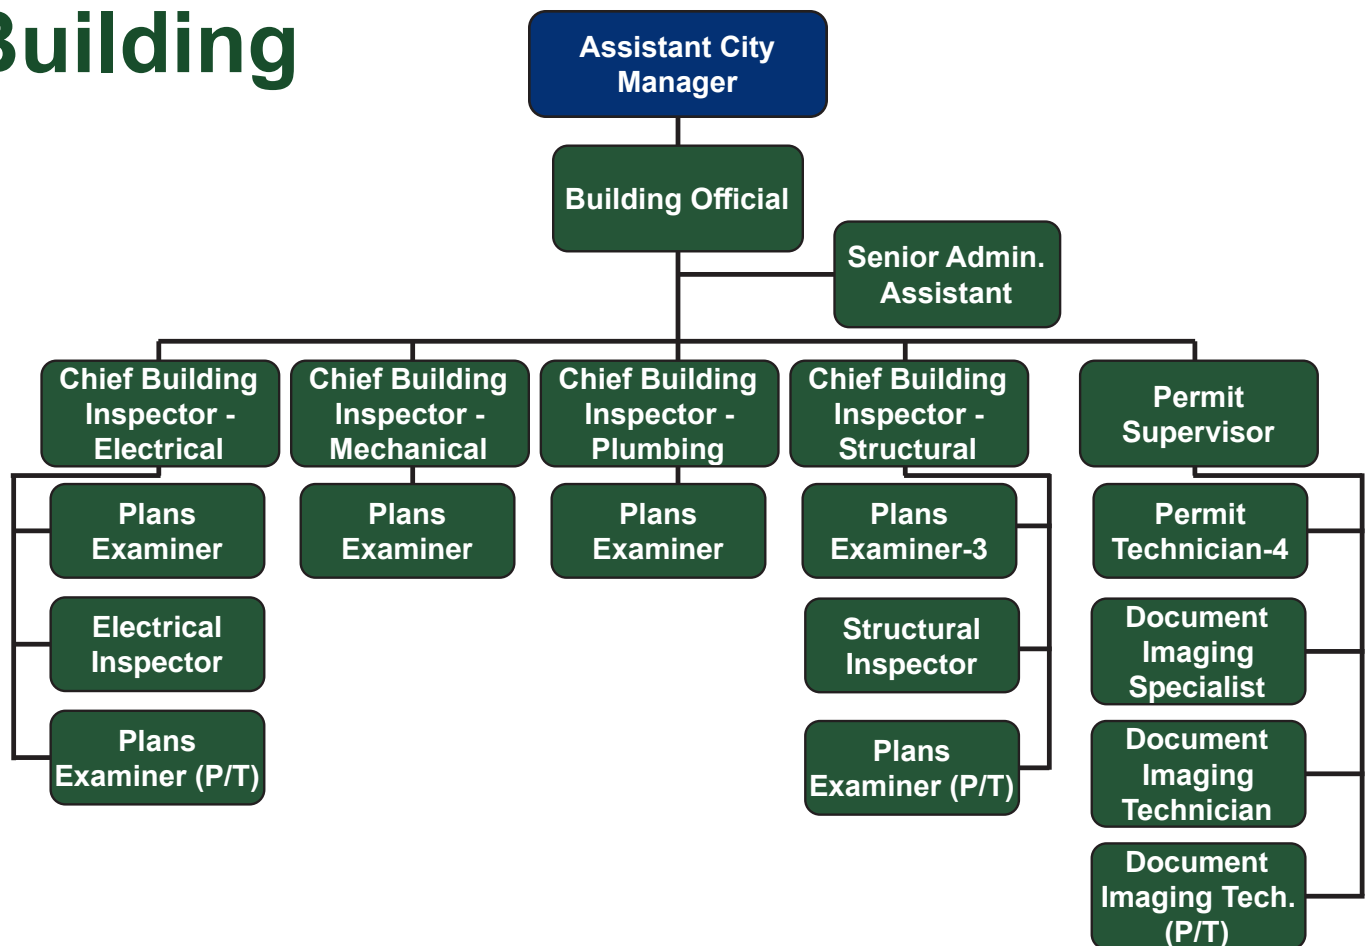 Building
Assistant City
Manager
Building Official
Senior Admin.
Assistant
Chief Building
Inspector -
Electrical
Chief Building
Inspector -
Mechanical
Chief Building
Inspector -
Plumbing
Chief Building
Inspector -
Structural
Permit
Supervisor
Plans
Examiner
Plans
Examiner
Plans
Examiner
Plans
Examiner-3
Permit
Technician-4
Electrical
Inspector
Structural
Inspector
Document
Imaging
Specialist
Plans
Examiner (P/T)
Plans
Examiner (P/T)
Document
Imaging
Technician
Document
Imaging Tech.
(P/T)